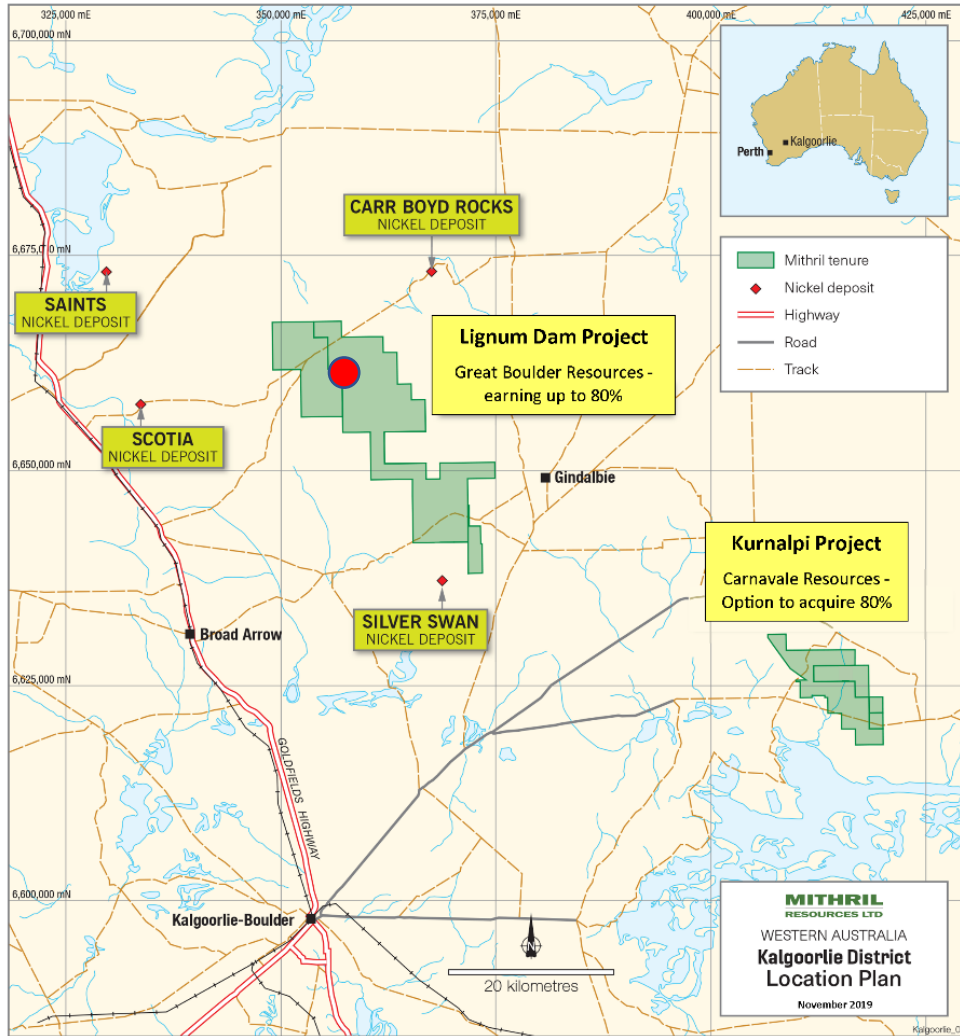 325,000 mE
350,000 mE
375,000 mE
400,000 mE
425,000 mE
6,700,000 mN
Perth
Kalgoorlie
CARR BOYD ROCKS
NICKEL DEPOSIT
6,675,000 mN
SAINTS
NICKEL DEPOSIT
Mithril tenure
Nickel deposit
Highway
Road
Track
Lignum Dam Project
Great Boulder Resources -
earning up to 80%
SCOTIA
NICKEL DEPOSIT
6,650,000 mN
Gindalbie
Kurnalpi Project
Carnavale Resources -
Option to acquire 80%
SILVER SWAN
NICKEL DEPOSIT
Broad Arrow
6,625,000 mN
GOLDFIELDS HIGHWAY
6,600,000 mN
Kalgoorlie-Boulder
N
20 kilometres
MITHRIL
RESOURCES LTD
WESTERN AUSTRALIA
Kalgoorlie District
Location Plan
November 2019